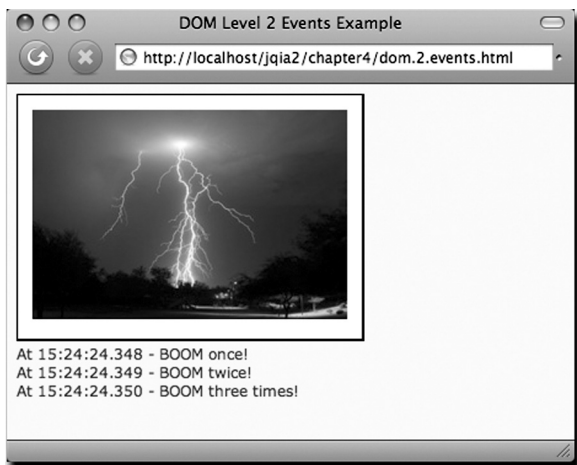 DOM Level 2 Events Example
http://localhost/jqia2/chapter4/dom.2.events.html
At 15:24:24.348 - BOOM once!
At 15:24:24.349 - BOOM twice!
At 15:24:24.350 - BOOM three times!